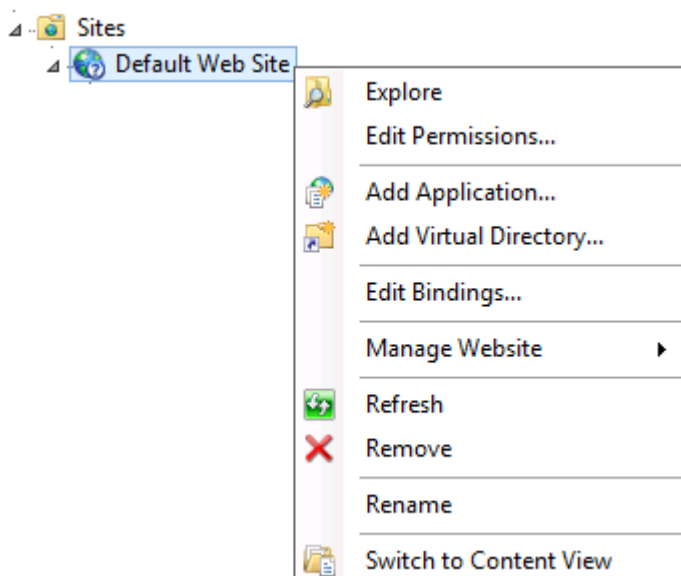 Sites
Default Web Site
Explore
Edit Permissions...
Add Application...
Add Virtual Directory...
Edit Bindings...
Manage Website
Refresh
Remove
Rename
Switch to Content View